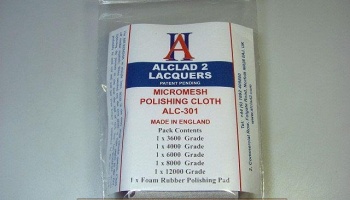 ALCLAD 2
LACQUERS
PATENT PENDING
MICROMESH
POLISHING CLOTH
ALC-301
MADE IN ENGLAND
Pack Contents
1 x 3600 Grade
1 x 4000 Grade
1 x 6000 Grade
1 x 8000 Grade
1 x 12000 Grade
1 x Foam Rubber Polishing Pad